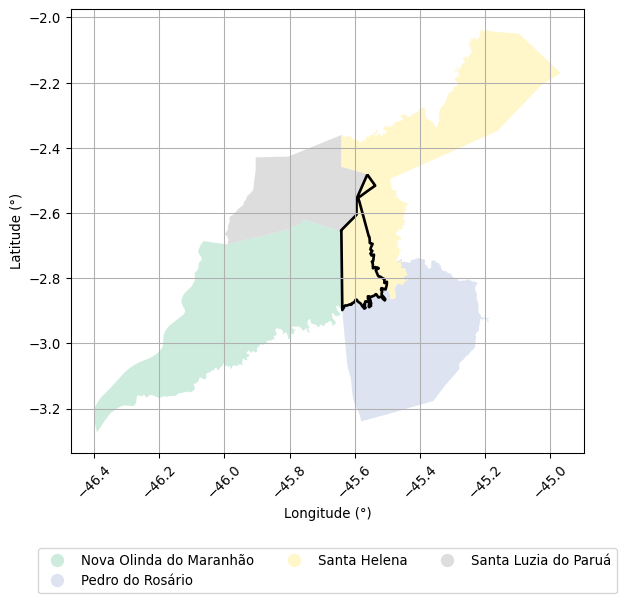 −2.0
−2.2
−2.4
−2.6
−2.8
−3.0
−3.2
Latitude (°)
−46.4 −46.2 −46.0 −45.8 −45.6 −45.4 −45.2 −45.0
Longitude (°)
Nova Olinda do Maranhão Santa Helena Santa Luzia do Paruá
Pedro do Rosário